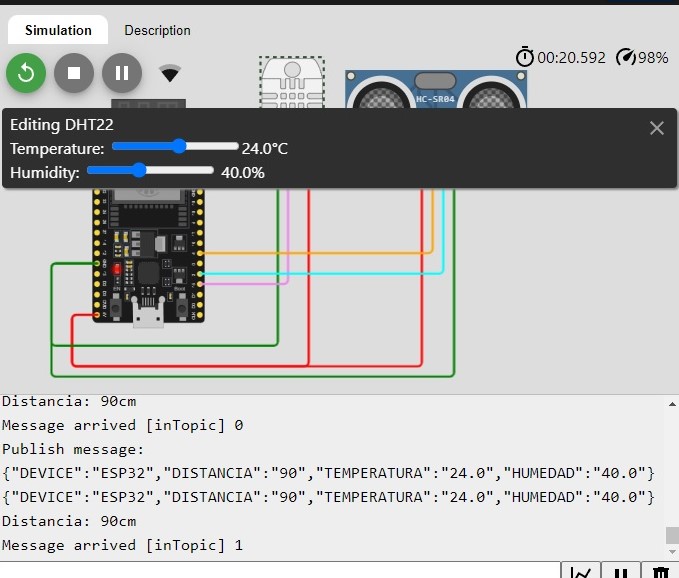 Simulation Description
00:20.592 98%
HC-SR04
Editing DHT22
Temperature: 24.0°C
Humidity: 40.0%
Distancia: 90cm
Message arrived [inTopic] 0
Publish message:
{"DEVICE":"ESP32","DISTANCIA":"90","TEMPERATURA":"24.0","HUMEDAD":"40.0"}
{"DEVICE":"ESP32","DISTANCIA":"90","TEMPERATURA":"24.0","HUMEDAD":"40.0"}
Distancia: 90cm
Message arrived [inTopic] 1